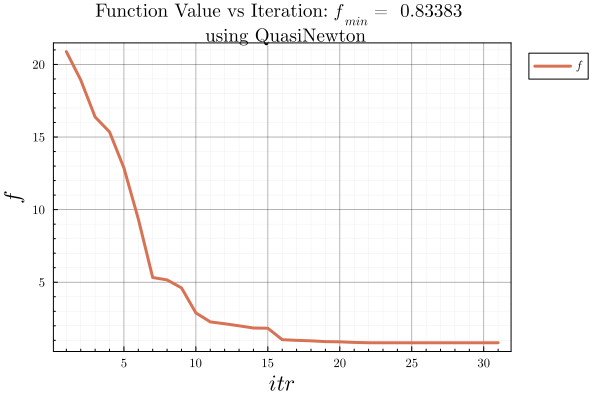 Function Value vs Iteration: f_min = 0.83383
using QuasiNewton
f
20
15
10
5
f
5
10
15
20
25
30
itr